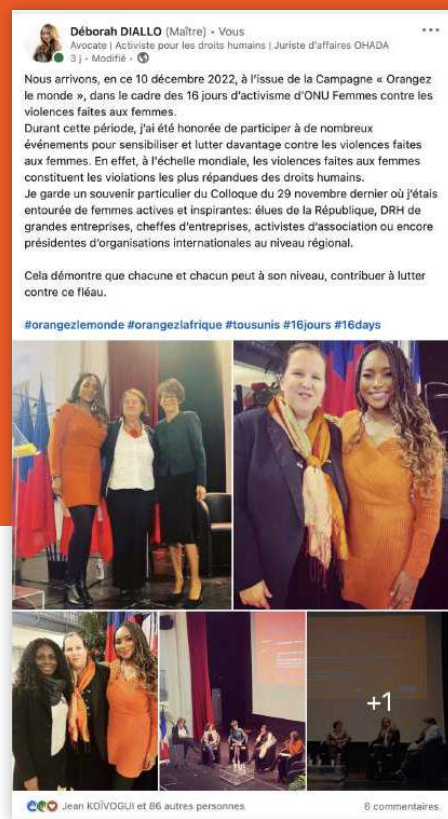 Déborah DIALLO (Maître) • Vous
Avocate | Activiste pour les droits humains | Juriste d'affaires OHADA
3 j • Modifié •
Nous arrivons, en ce 10 décembre 2022, à l'issue de la Campagne « Orangez
le monde », dans le cadre des 16 jours d'activisme d'ONU Femmes contre les
violences faites aux femmes.
Durant cette période, j'ai été honorée de participer à de nombreux
événements pour sensibiliser et lutter davantage contre les violences faites
aux femmes. En effet, à l'échelle mondiale, les violences faites aux femmes
constituent les violations les plus répandues des droits humains.
Je garde un souvenir particulier du Colloque du 29 novembre dernier où j'étais
entourée de femmes actives et inspirantes: élues de la République, DRH de
grandes entreprises, cheffes d'entreprises, activistes d'association ou encore
présidentes d'organisations internationales au niveau régional.
Cela démontre que chacune et chacun peut à son niveau, contribuer à lutter
contre ce fléau.
#orangezlemonde #orangezlafrique #tousunis #16jours #16days
+1
Jean KOÏVOGUI et 86 autres personnes
6 commentaires